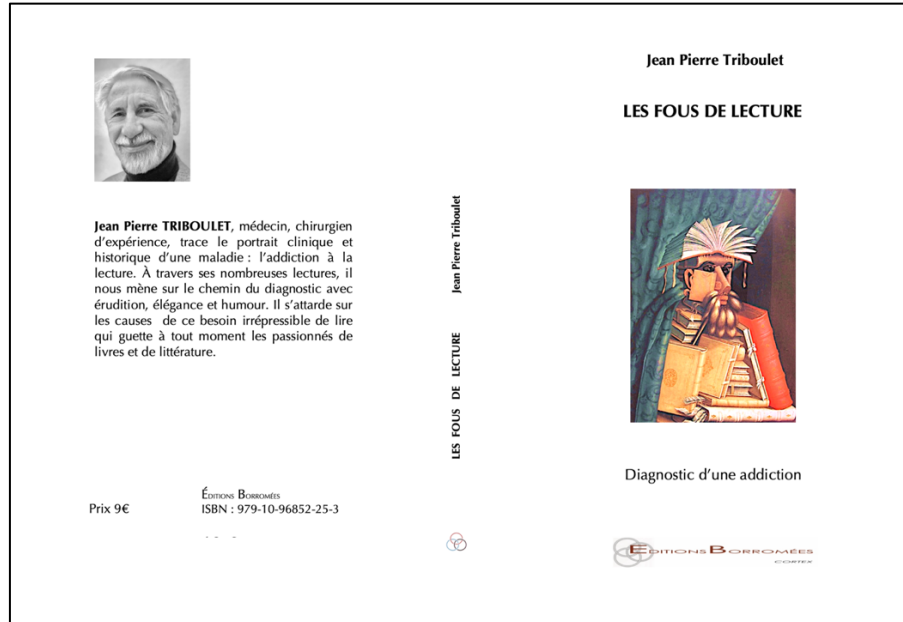 Jean Pierre TRIBOULET, médecin, chirurgien
d'expérience, trace le portrait clinique et
historique d'une maladie : l'addiction à la
lecture. À travers ses nombreuses lectures, il
nous mène sur le chemin du diagnostic avec
érudition, élégance et humour. Il s'attarde sur
les causes de ce besoin irrépressible de lire
qui guette à tout moment les passionnés de
livres et de littérature.
Prix 9€
Éditions Borromées
ISBN : 979-10-96852-25-3
LES FOUS DE LECTURE Jean Pierre Triboulet
Jean Pierre Triboulet
LES FOUS DE LECTURE
Diagnostic d'une addiction
EDITIONS BORROMÉES
CORTEX